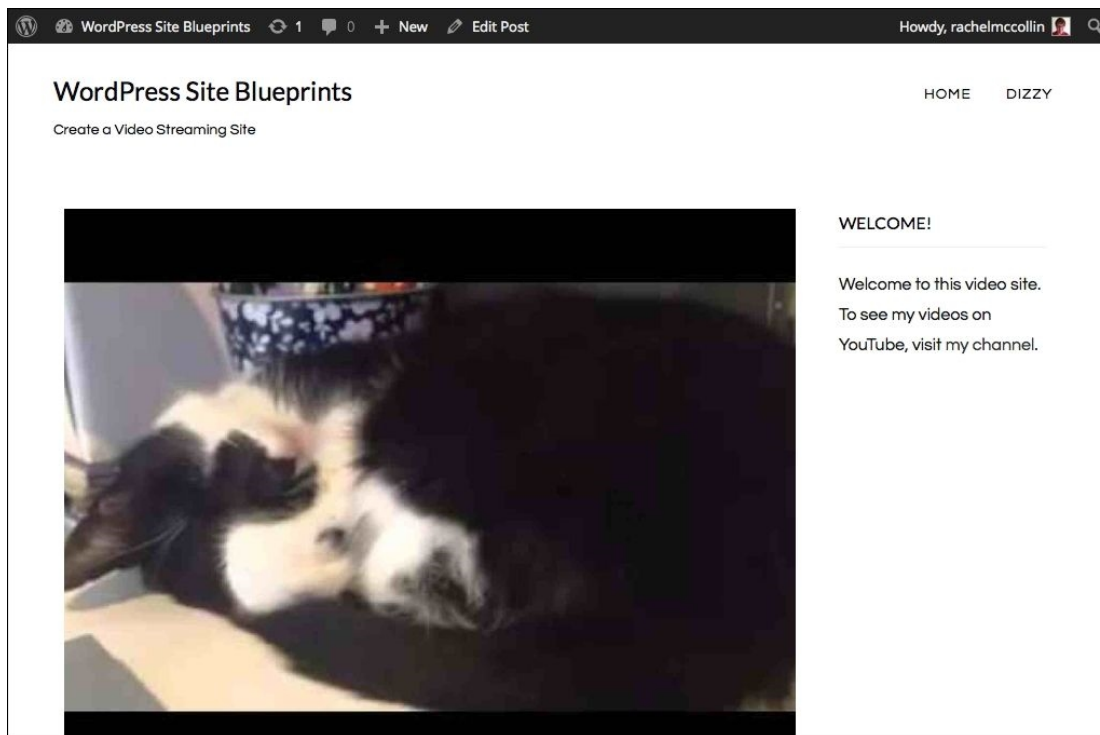 WordPress Site Blueprints 1 0 + New Edit Post Howdy, rachelmccollin
WordPress Site Blueprints
HOME DIZZY
Create a Video Streaming Site
WELCOME!
Welcome to this video site.
To see my videos on
YouTube, visit my channel.